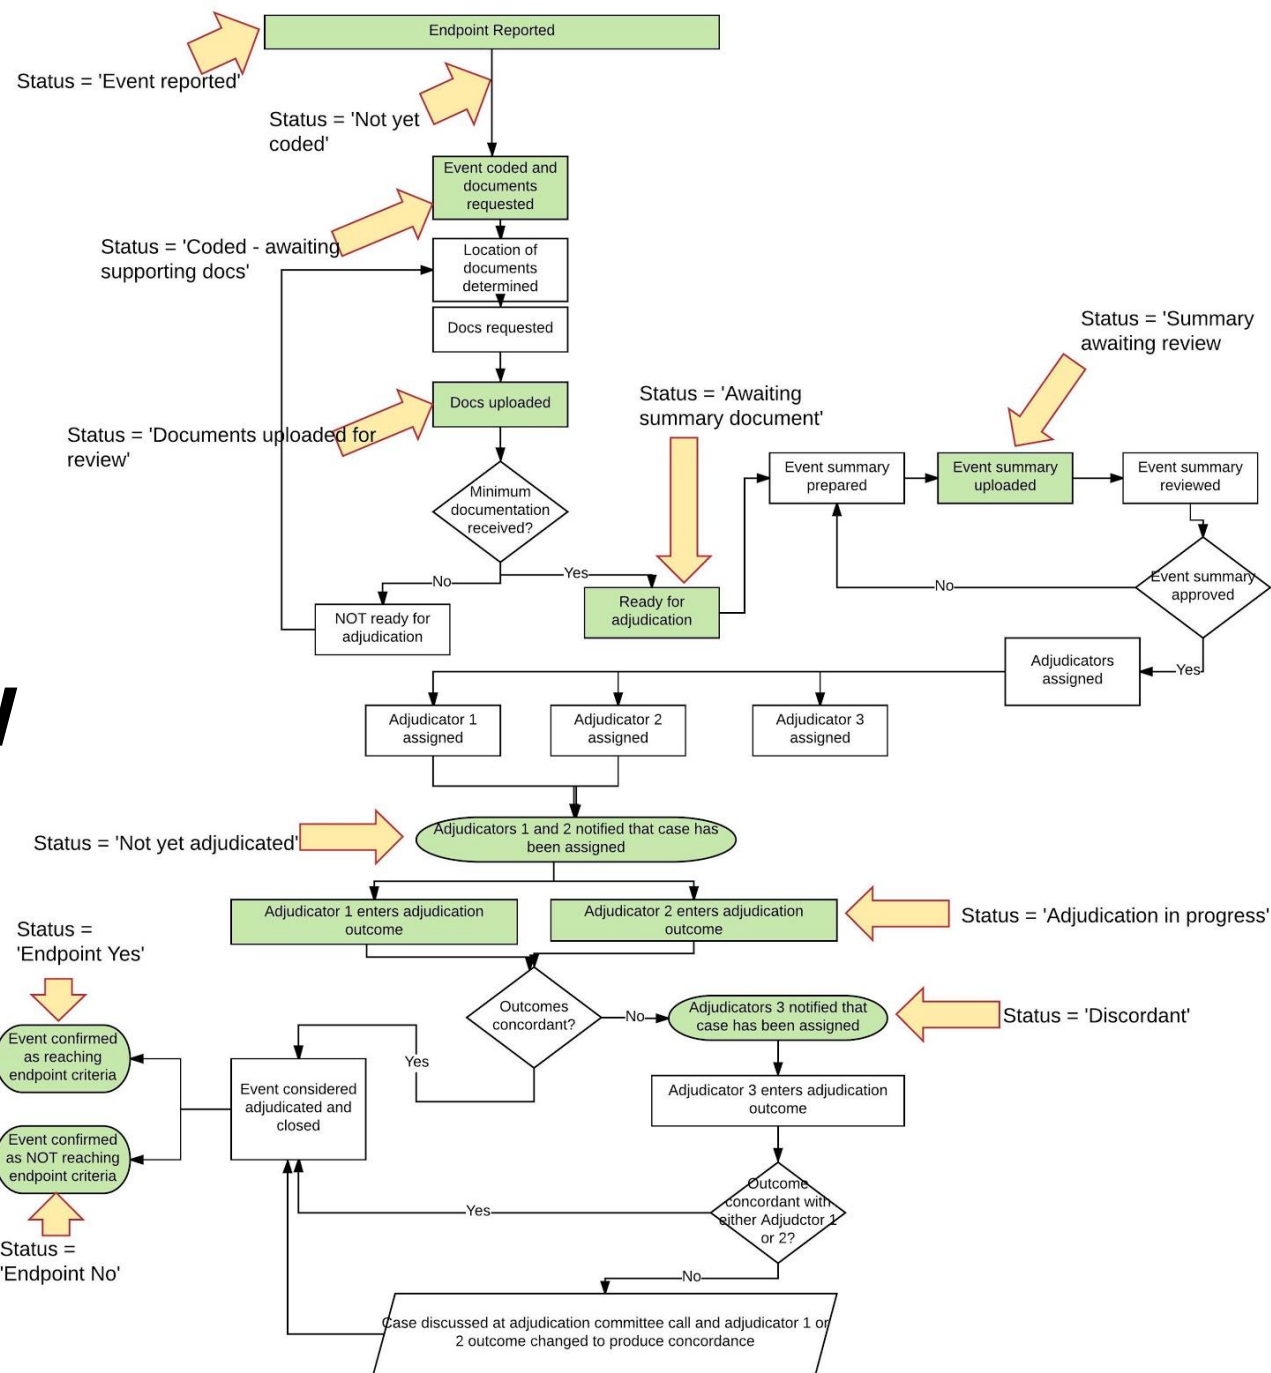 Endpoint Reported
Status = 'Event reported'
Status = 'Not yet
coded'
Event coded and
documents
requested
Status = 'Coded - awaiting
supporting docs'
Location of
documents
determined
Docs requested
Status = 'Summary
awaiting review
Status = 'Awaiting
summary document'
Docs uploaded
Status = 'Documents uploaded for
review'
Event summary
prepared
Event summary
uploaded
Event summary
reviewed
Minimum
documentation
received?
No
Yes
Event summary
approved
No
NOT ready for
adjudication
Ready for
adjudication
Yes
Adjudicators
assigned
Adjudicator 1
assigned
Adjudicator 2
assigned
Adjudicator 3
assigned
Status = 'Not yet adjudicated'
Adjudicators 1 and 2 notified that case has
been assigned
Adjudicator 1 enters adjudication
outcome
Adjudicator 2 enters adjudication
outcome
Status = 'Adjudication in progress'
Status =
'Endpoint Yes'
Outcomes
concordant?
No
Adjudicators 3 notified that
case has been assigned
Status = 'Discordant'
Event confirmed
as reaching
endpoint criteria
Yes
Event considered
adjudicated and
closed
Adjudicator 3 enters adjudication
outcome
Event confirmed
as NOT reaching
endpoint criteria
Outcome
concordant with
either Adjudctor 1
or 2?
Yes
Status =
'Endpoint No'
No
Case discussed at adjudication committee call and adjudicator 1 or
2 outcome changed to produce concordance